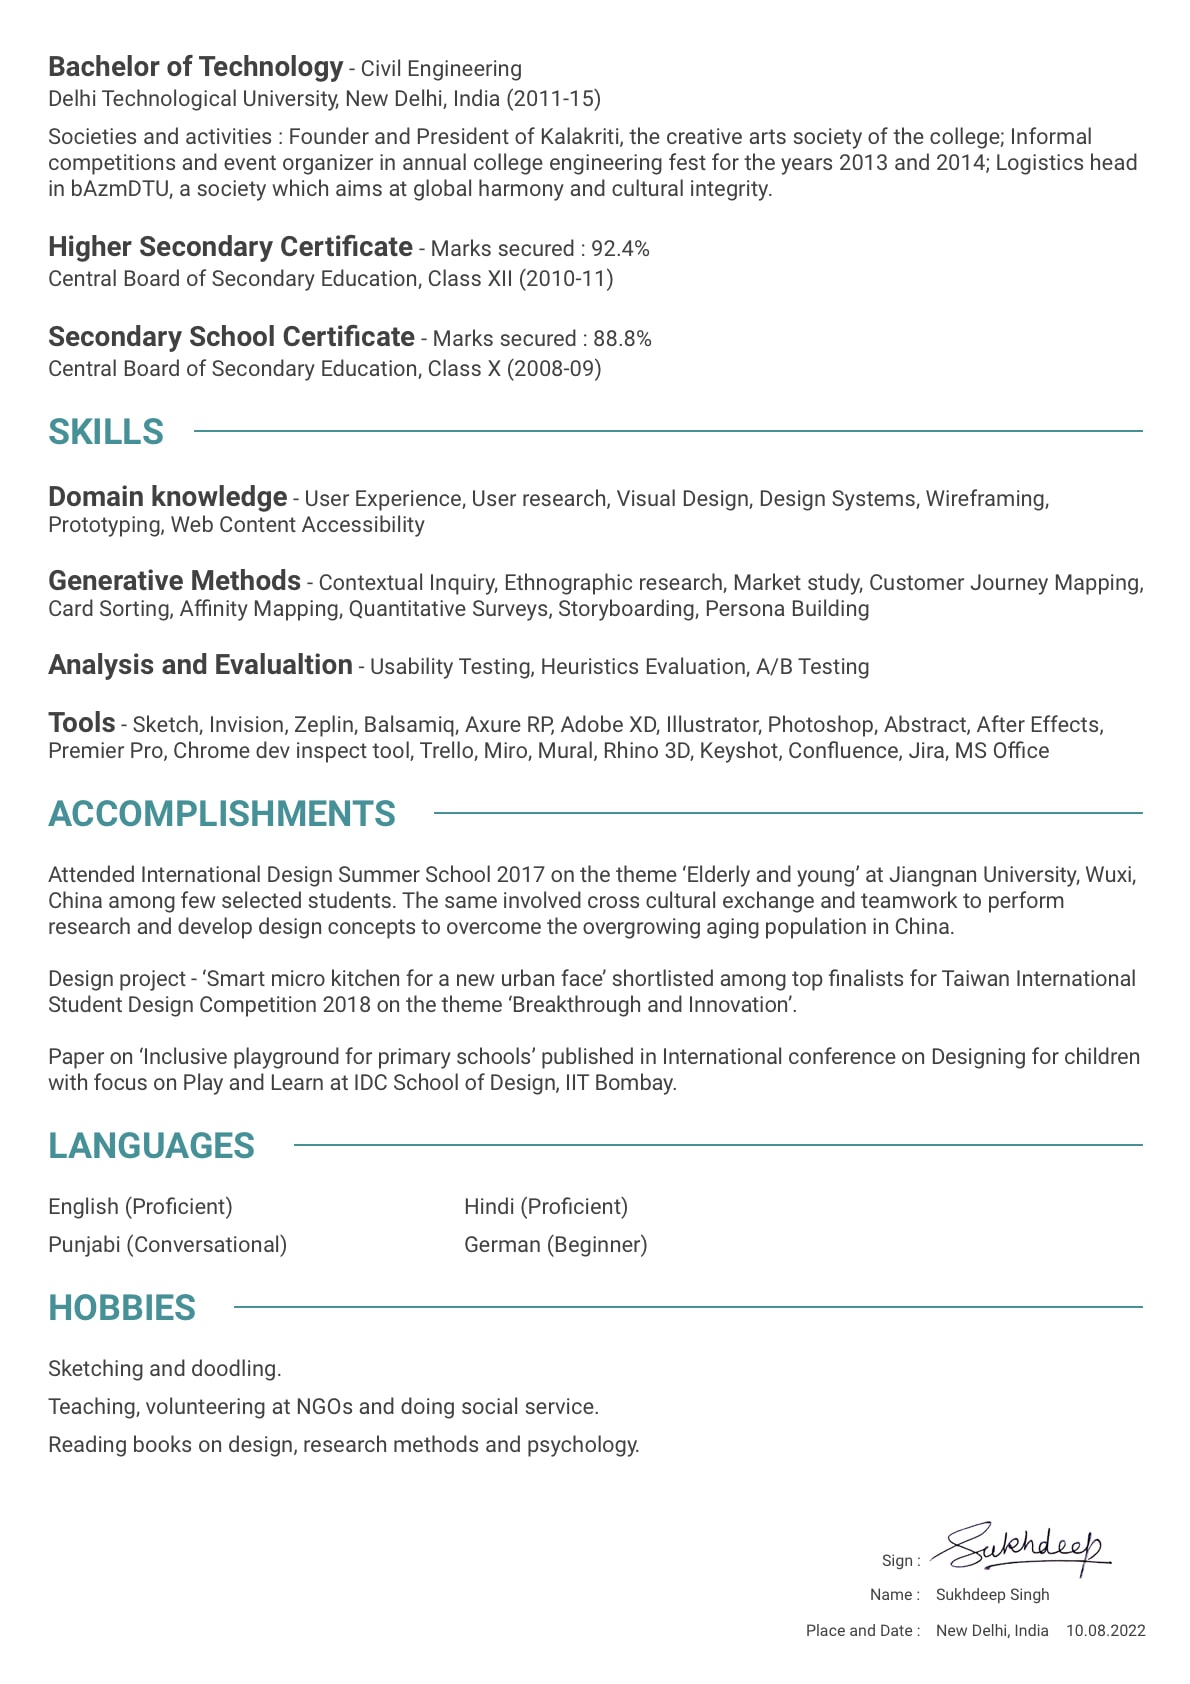 Bachelor of Technology - Civil Engineering
Delhi Technological University, New Delhi, India (2011-15)
Societies and activities : Founder and President of Kalakriti, the creative arts society of the college; Informal
competitions and event organizer in annual college engineering fest for the years 2013 and 2014; Logistics head
in bAzmDTU, a society which aims at global harmony and cultural integrity.
Higher Secondary Certificate - Marks secured : 92.4%
Central Board of Secondary Education, Class XII (2010-11)
Secondary School Certificate - Marks secured : 88.8%
Central Board of Secondary Education, Class X (2008-09)
SKILLS
Domain knowledge - User Experience, User research, Visual Design, Design Systems, Wireframing,
Prototyping, Web Content Accessibility
Generative Methods - Contextual Inquiry, Ethnographic research, Market study, Customer Journey Mapping,
Card Sorting, Affinity Mapping, Quantitative Surveys, Storyboarding, Persona Building
Analysis and Evalualtion - Usability Testing, Heuristics Evaluation, A/B Testing
Tools - Sketch, Invision, Zeplin, Balsamiq, Axure RP, Adobe XD, Illustrator, Photoshop, Abstract, After Effects,
Premier Pro, Chrome dev inspect tool, Trello, Miro, Mural, Rhino 3D, Keyshot, Confluence, Jira, MS Office
ACCOMPLISHMENTS
Attended International Design Summer School 2017 on the theme ‘Elderly and young’ at Jiangnan University, Wuxi,
China among few selected students. The same involved cross cultural exchange and teamwork to perform
research and develop design concepts to overcome the overgrowing aging population in China.
Design project - ‘Smart micro kitchen for a new urban face’ shortlisted among top finalists for Taiwan International
Student Design Competition 2018 on the theme ‘Breakthrough and Innovation’.
Paper on ‘Inclusive playground for primary schools’ published in International conference on Designing for children
with focus on Play and Learn at IDC School of Design, IIT Bombay.
LANGUAGES
English (Proficient) Hindi (Proficient)
Punjabi (Conversational) German (Beginner)
HOBBIES
Sketching and doodling.
Teaching, volunteering at NGOs and doing social service.
Reading books on design, research methods and psychology.
Sign : Sukhdeep
Name : Sukhdeep Singh
Place and Date : New Delhi, India 10.08.2022